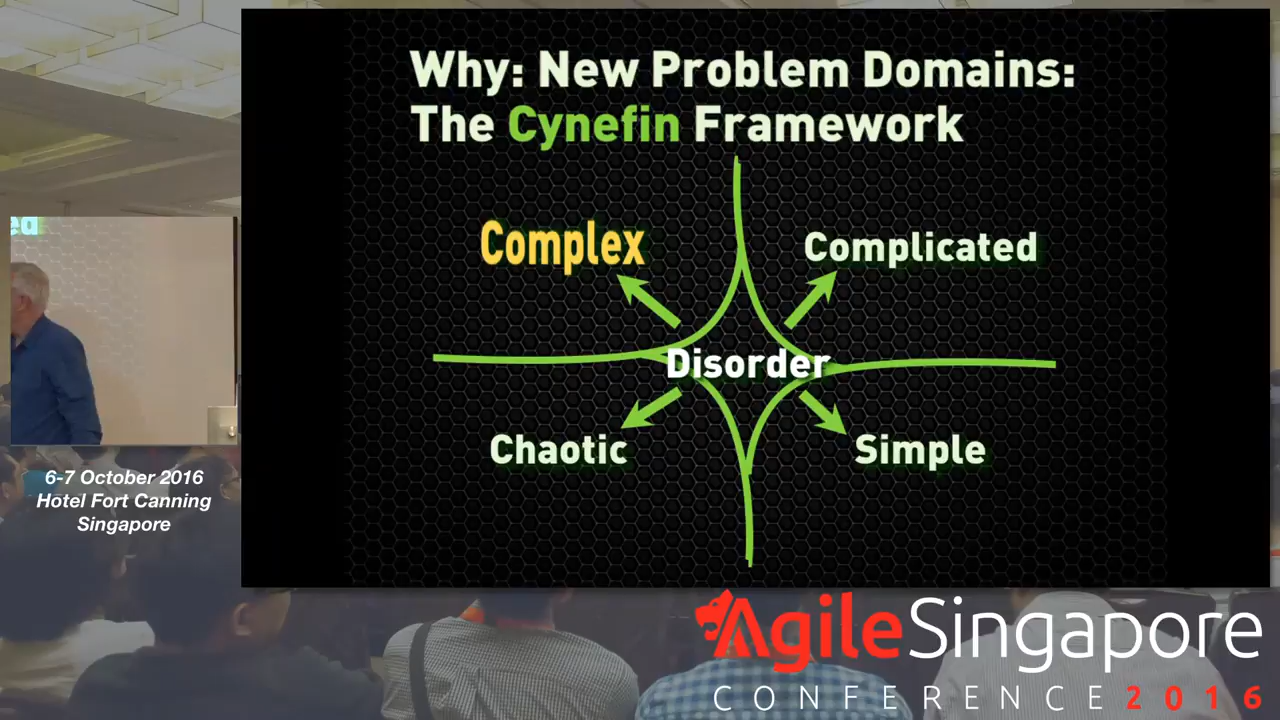 Why: New Problem Domains:
The Cynefin Framework
Complex
Complicated
Disorder
Chaotic
Simple
ed
6-7 October 2016
Hotel Fort Canning
Singapore
AgileSingapore
CONFERENCE 2016